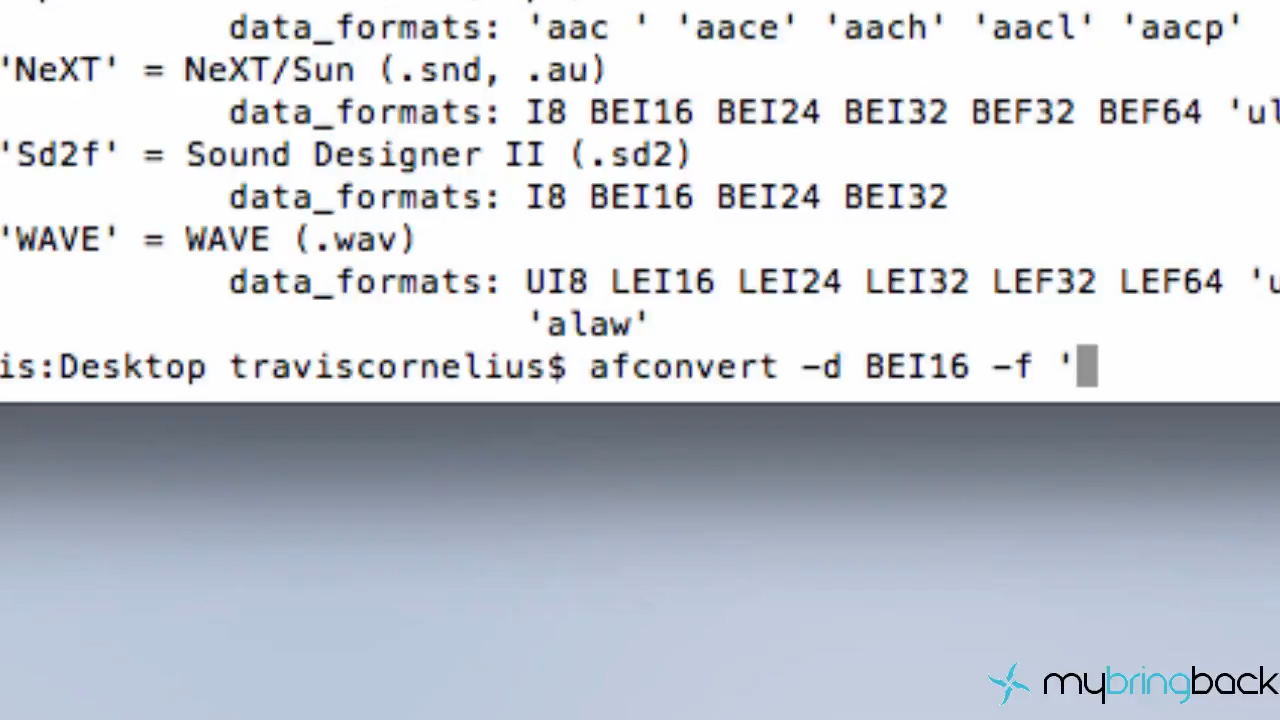 data_formats: 'aac ' 'aace' 'aach' 'aacl' 'aacp'
'NeXT' = NeXT/Sun (.snd, .au)
data_formats: I8 BEI16 BEI24 BEI32 BEF32 BEF64 'ul
'Sd2f' = Sound Designer II (.sd2)
data_formats: I8 BEI16 BEI24 BEI32
'WAVE' = WAVE (.wav)
data_formats: UI8 LEI16 LEI24 LEI32 LEF32 LEF64 'u
'alaw'
is:Desktop traviscornelius$ afconvert -d BEI16 -f '
mybringback